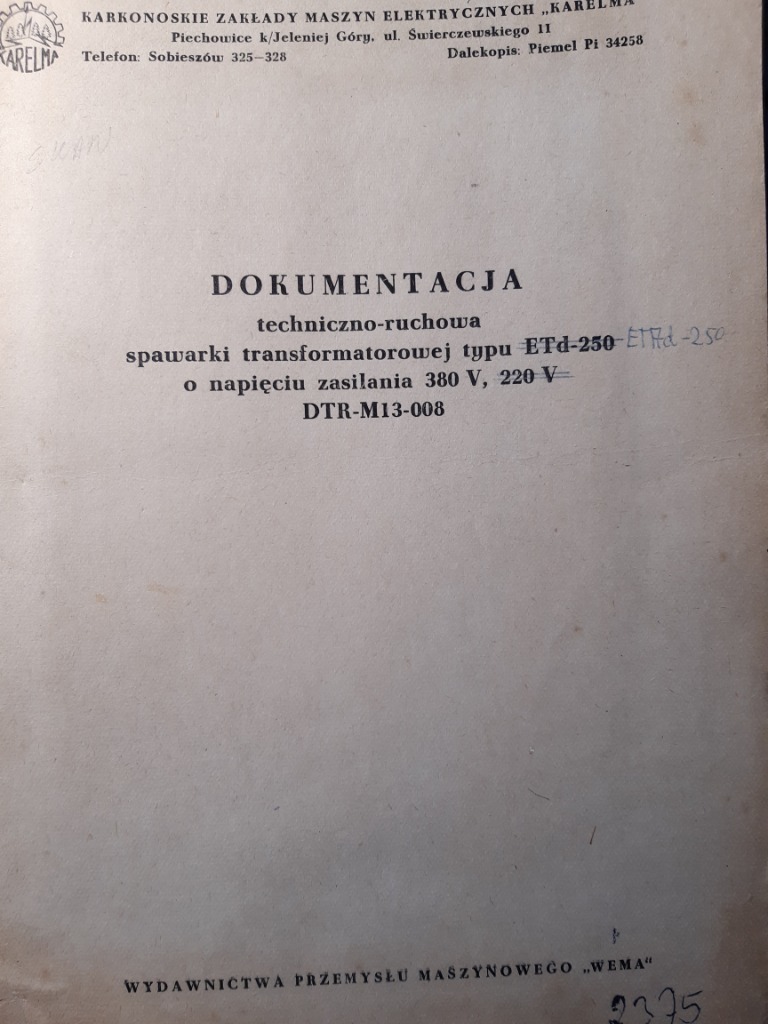 KARKONOSKIE ZAKŁADY MASZYN ELEKTRYCZNYCH „KARELMA"
Piechowice k/Jeleniej Góry, ul. Świerczewskiego 11
Telefon: Sobieszów 325—328 Dalekopis: Piemel Pi 34258
KARELMA
DOKUMENTACJA
techniczno-ruchowa
spawarki transformatorowej typu ETd-250
o napięciu zasilania 380 V, 220 V
DTR-M13-008
WYDAWNICTWA PRZEMYSŁU MASZYNOWEGO „WEMA"
2375